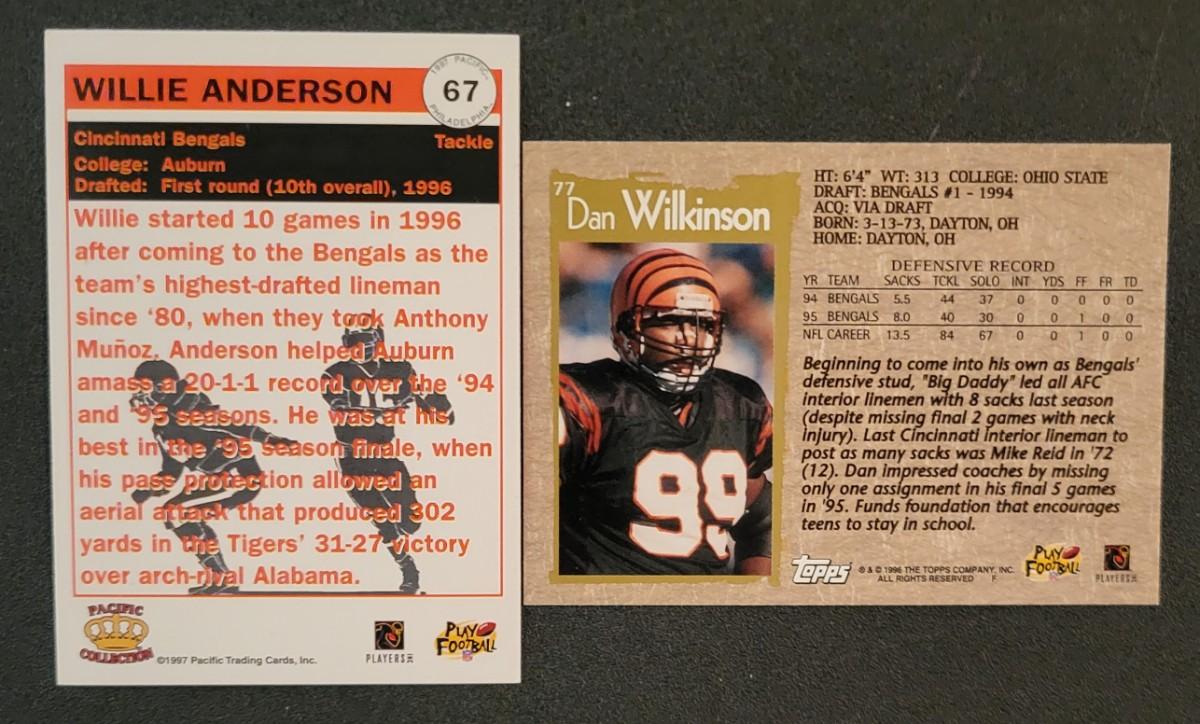 WILLIE ANDERSON
1997 PACIFIC
67
PHILADELPHIA
Cincinnati Bengals Tackle
College: Auburn
Drafted: First round (10th overall), 1996
Willie started 10 games in 1996
after coming to the Bengals as the
team's highest-drafted lineman
since '80, when they took Anthony
Muñoz. Anderson helped Auburn
amass a 20-1-1 record over the '94
and '95 seasons. He was at his
best in the '95 season finale, when
his pass protection allowed an
aerial attack that produced 302
yards in the Tigers' 31-27 victory
over arch-rival Alabama.
PACIFIC
COLLECTION
©1997 Pacific Trading Cards, Inc.
PLAYERS
PLAY
FOOTBALL
77
Dan Wilkinson
99
HT: 6'4" WT: 313 COLLEGE: OHIO STATE
DRAFT: BENGALS #1 - 1994
ACQ: VIA DRAFT
BORN: 3-13-73, DAYTON, OH
HOME: DAYTON, OH
DEFENSIVE RECORD
YR TEAM SACKS TCKL SOLO INT YDS FF FR TD
94 BENGALS 5.5 44 37 0 0 0 0 0
95 BENGALS 8.0 40 30 0 0 1 0 0
NFL CAREER 13.5 84 67 0 0 1 0 0
Beginning to come into his own as Bengals'
defensive stud, "Big Daddy" led all AFC
interior linemen with 8 sacks last season
(despite missing final 2 games with neck
injury). Last Cincinnati interior lineman to
post as many sacks was Mike Reid in '72
(12). Dan impressed coaches by missing
only one assignment in his final 5 games
in '95. Funds foundation that encourages
teens to stay in school.
TOPPS
® & © 1996 THE TOPPS COMPANY, INC.
ALL RIGHTS RESERVED F
PLAY
FOOTBALL
PLAYERS